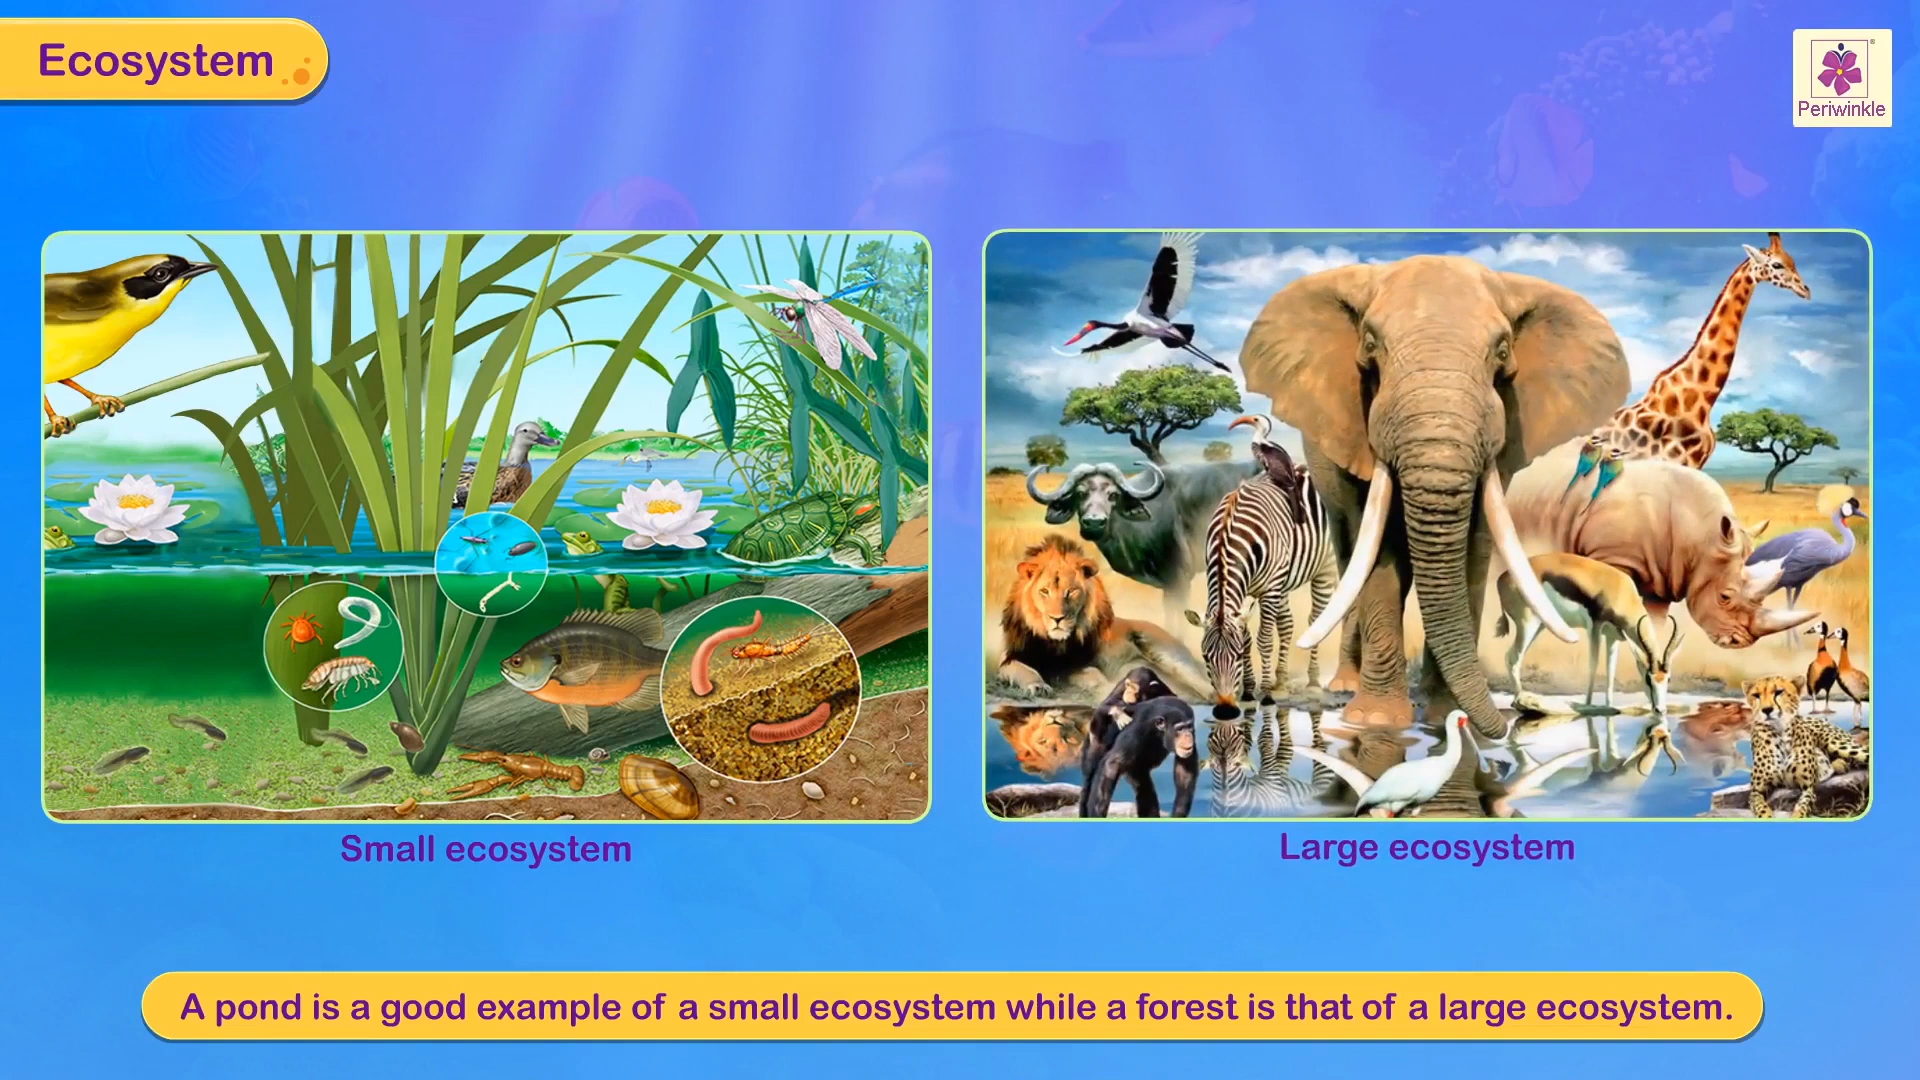 Ecosystem
Periwinkle
Small ecosystem
Large ecosystem
A pond is a good example of a small ecosystem while a forest is that of a large ecosystem.